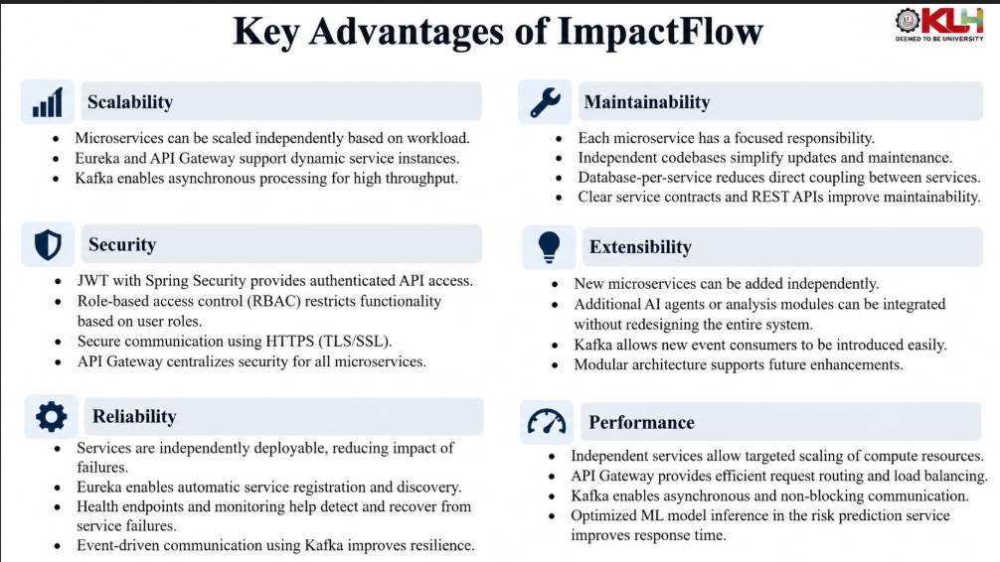 Key Advantages of ImpactFlow
KLH
DEEMED TO BE UNIVERSITY
Scalability
• Microservices can be scaled independently based on workload.
• Eureka and API Gateway support dynamic service instances.
• Kafka enables asynchronous processing for high throughput.
Security
• JWT with Spring Security provides authenticated API access.
• Role-based access control (RBAC) restricts functionality
based on user roles.
• Secure communication using HTTPS (TLS/SSL).
• API Gateway centralizes security for all microservices.
Reliability
• Services are independently deployable, reducing impact of
failures.
• Eureka enables automatic service registration and discovery.
• Health endpoints and monitoring help detect and recover from
service failures.
• Event-driven communication using Kafka improves resilience.
Maintainability
• Each microservice has a focused responsibility.
• Independent codebases simplify updates and maintenance.
• Database-per-service reduces direct coupling between services.
• Clear service contracts and REST APIs improve maintainability.
Extensibility
• New microservices can be added independently.
• Additional AI agents or analysis modules can be integrated
without redesigning the entire system.
• Kafka allows new event consumers to be introduced easily.
• Modular architecture supports future enhancements.
Performance
• Independent services allow targeted scaling of compute resources.
• API Gateway provides efficient request routing and load balancing.
• Kafka enables asynchronous and non-blocking communication.
• Optimized ML model inference in the risk prediction service
improves response time.